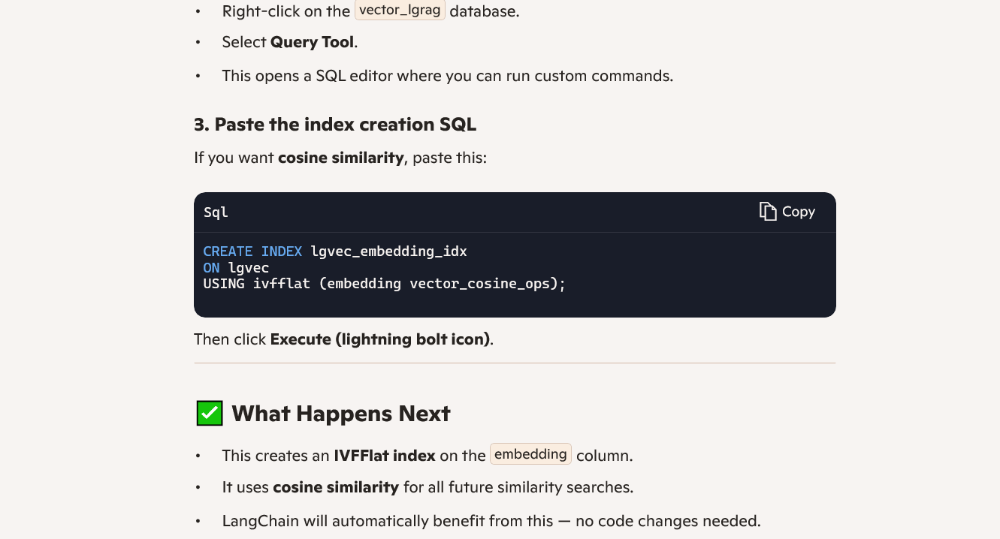 • Right-click on the vector_lgrag database.
• Select Query Tool.
• This opens a SQL editor where you can run custom commands.
3. Paste the index creation SQL
If you want cosine similarity, paste this:
Sql
Copy
CREATE INDEX lgvec_embedding_idx
ON lgvec
USING ivfflat (embedding vector_cosine_ops);
Then click Execute (lightning bolt icon).
✅ What Happens Next
• This creates an IVFFlat index on the embedding column.
• It uses cosine similarity for all future similarity searches.
• LangChain will automatically benefit from this — no code changes needed.